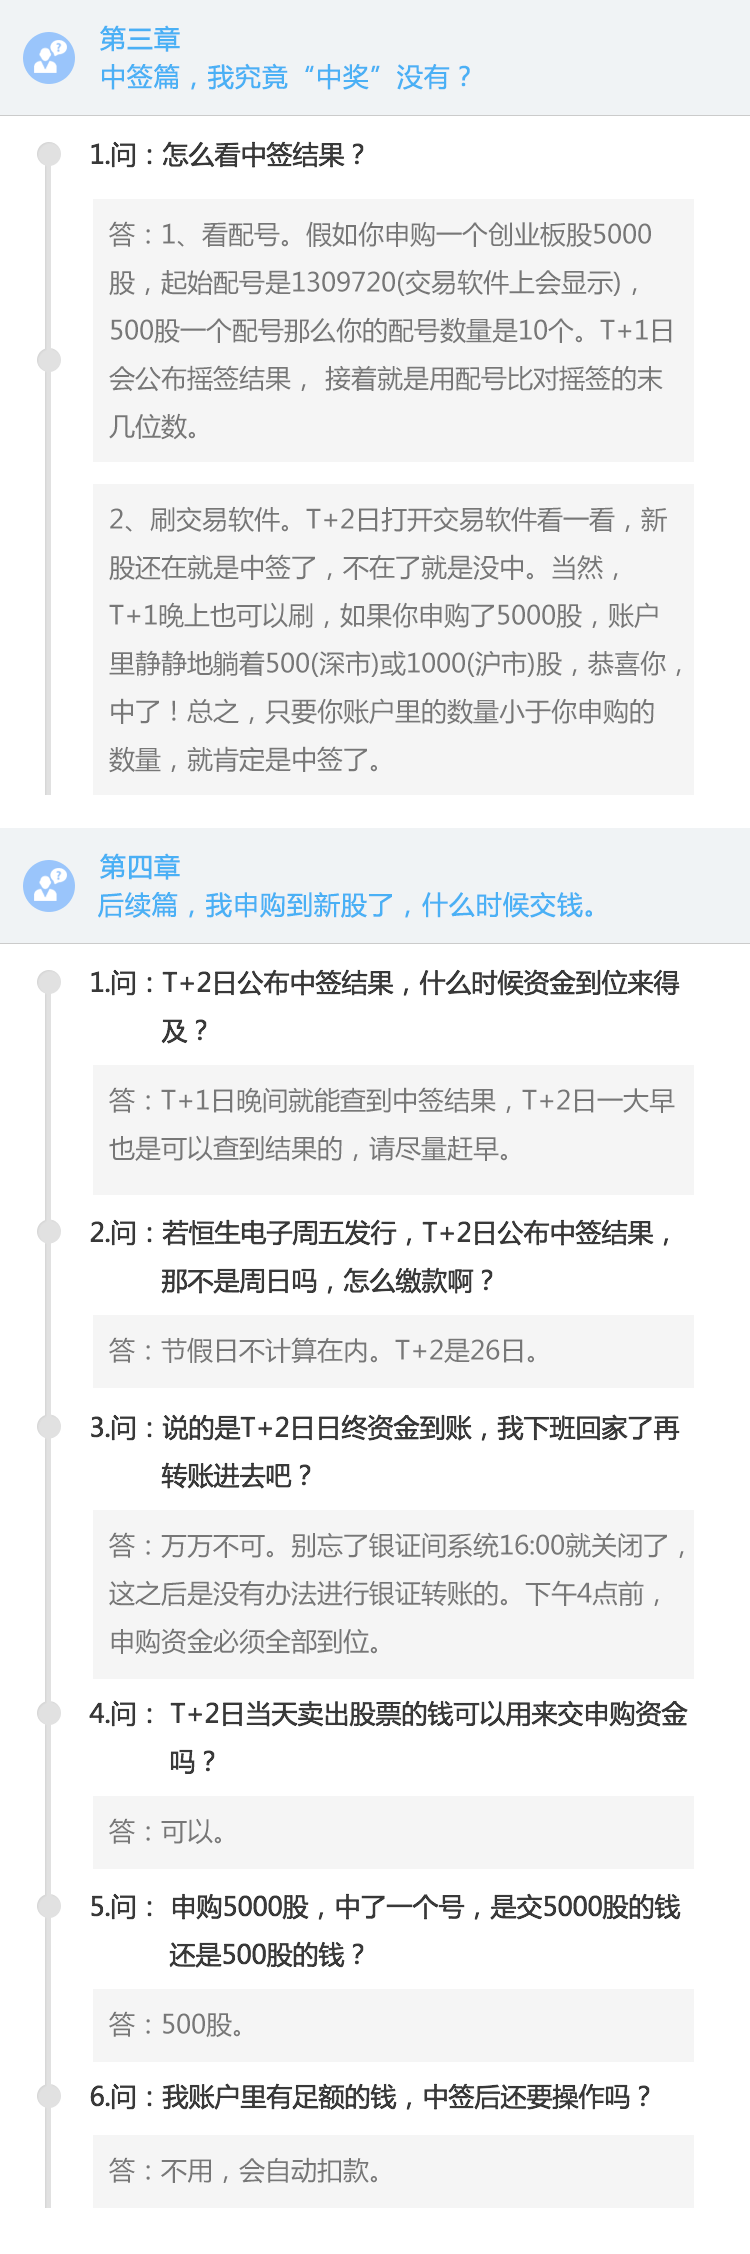 第三章
中签篇，我究竟“中奖”没有？
1.问：怎么看中签结果？
答：1、看配号。假如你申购一个创业板股5000
股，起始配号是1309720(交易软件上会显示)，
500股一个配号那么你的配号数量是10个。T+1日
会公布摇签结果， 接着就是用配号比对摇签的末
几位数。
2、刷交易软件。T+2日打开交易软件看一看，新
股还在就是中签了，不在了就是没中。当然，
T+1晚上也可以刷，如果你申购了5000股，账户
里静静地躺着500(深市)或1000(沪市)股，恭喜你，
中了！总之，只要你账户里的数量小于你申购的
数量，就肯定是中签了。
第四章
后续篇，我申购到新股了，什么时候交钱。
1.问：T+2日公布中签结果，什么时候资金到位来得
及？
答：T+1日晚间就能查到中签结果，T+2日一大早
也是可以查到结果的，请尽量赶早。
2.问：若恒生电子周五发行，T+2日公布中签结果，
那不是周日吗，怎么缴款啊？
答：节假日不计算在内。T+2是26日。
3.问：说的是T+2日日终资金到账，我下班回家了再
转账进去吧？
答：万万不可。别忘了银证间系统16:00就关闭了，
这之后是没有办法进行银证转账的。下午4点前，
申购资金必须全部到位。
4.问： T+2日当天卖出股票的钱可以用来交申购资金
吗？
答：可以。
5.问： 申购5000股，中了一个号，是交5000股的钱
还是500股的钱？
答：500股。
6.问：我账户里有足额的钱，中签后还要操作吗？
答：不用，会自动扣款。